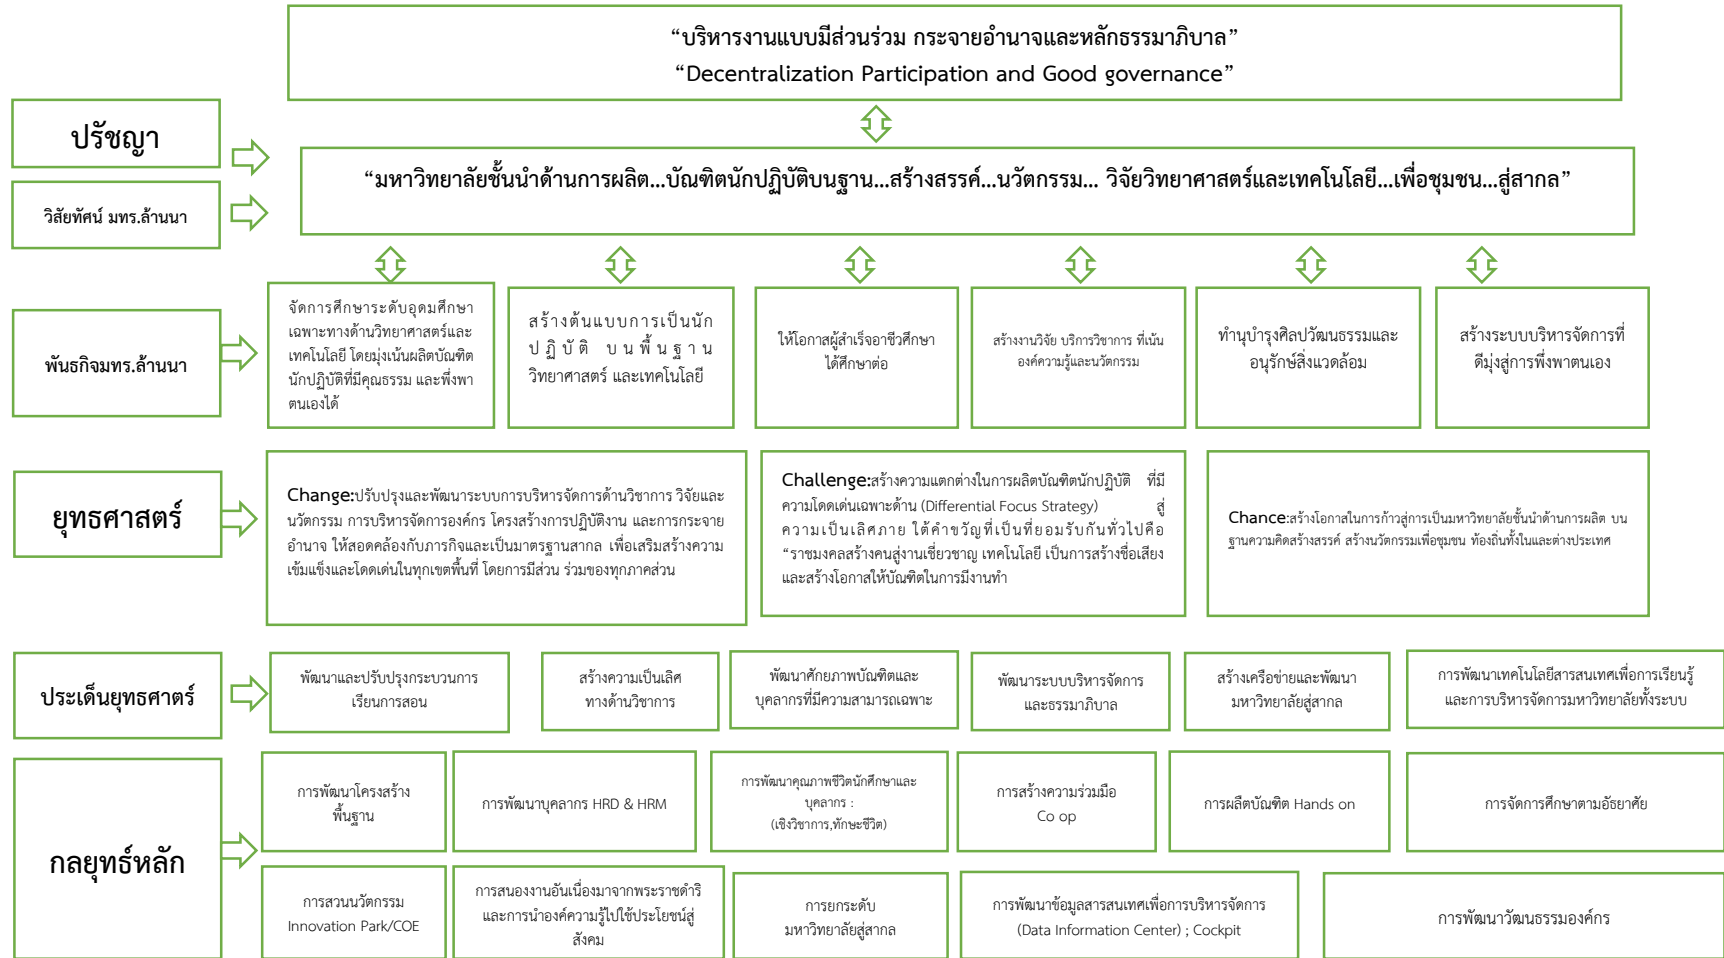 “บริหารงานแบบมีส่วนร่วม กระจายอำนาจและหลักธรรมาภิบาล”
“Decentralization Participation and Good governance”
ปรัชญา
“มหาวิทยาลัยชั้นนำด้านการผลิต...บัณฑิตนักปฏิบัติบนฐาน...สร้างสรรค์...นวัตกรรม... วิจัยวิทยาศาสตร์และเทคโนโลยี...เพื่อชุมชน...สู่สากล”
วิสัยทัศน์ มทร.ล้านนา
พันธกิจมทร.ล้านนา
จัดการศึกษาระดับอุดมศึกษา
เฉพาะทางด้านวิทยาศาสตร์และ
เทคโนโลยี โดยมุ่งเน้นผลิตบัณฑิต
นักปฏิบัติที่มีคุณธรรม และพึ่งพา
ตนเองได้
สร้างต้นแบบการเป็นนัก
ปฏิบัติ บนพื้นฐาน
วิทยาศาสตร์ และเทคโนโลยี
ให้โอกาสผู้สำเร็จอาชีวศึกษา
ได้ศึกษาต่อ
สร้างงานวิจัย บริการวิชาการ ที่เน้น
องค์ความรู้และนวัตกรรม
ทำนุบำรุงศิลปวัฒนธรรมและ
อนุรักษ์สิ่งแวดล้อม
สร้างระบบบริหารจัดการที่
ดีมุ่งสู่การพึ่งพาตนเอง
ยุทธศาสตร์
Change:ปรับปรุงและพัฒนาระบบการบริหารจัดการด้านวิชาการ วิจัยและ
นวัตกรรม การบริหารจัดการองค์กร โครงสร้างการปฏิบัติงาน และการกระจาย
อำนาจ ให้สอดคล้องกับภารกิจและเป็นมาตรฐานสากล เพื่อเสริมสร้างความ
เข้มแข็งและโดดเด่นในทุกเขตพื้นที่ โดยการมีส่วน ร่วมของทุกภาคส่วน
Challenge:สร้างความแตกต่างในการผลิตบัณฑิตนักปฏิบัติ ที่มี
ความโดดเด่นเฉพาะด้าน (Differential Focus Strategy) สู่
ความเป็นเลิศภาย ใต้คำขวัญที่เป็นที่ยอมรับกันทั่วไปคือ
“ราชมงคลสร้างคนสู่งานเชี่ยวชาญ เทคโนโลยี เป็นการสร้างชื่อเสียง
และสร้างโอกาสให้บัณฑิตในการมีงานทำ
Chance:สร้างโอกาสในการก้าวสู่การเป็นมหาวิทยาลัยชั้นนำด้านการผลิต บน
ฐานความคิดสร้างสรรค์ สร้างนวัตกรรมเพื่อชุมชน ท้องถิ่นทั้งในและต่างประเทศ
ประเด็นยุทธศาตร์
พัฒนาและปรับปรุงกระบวนการ
เรียนการสอน
สร้างความเป็นเลิศ
ทางด้านวิชาการ
พัฒนาศักยภาพบัณฑิตและ
บุคลากรที่มีความสามารถเฉพาะ
พัฒนาระบบบริหารจัดการ
และธรรมาภิบาล
สร้างเครือข่ายและพัฒนา
มหาวิทยาลัยสู่สากล
การพัฒนาเทคโนโลยีสารสนเทศเพื่อการเรียนรู้
และการบริหารจัดการมหาวิทยาลัยทั้งระบบ
กลยุทธ์หลัก
การพัฒนาโครงสร้าง
พื้นฐาน
การพัฒนาบุคลากร HRD & HRM
การพัฒนาคุณภาพชีวิตนักศึกษาและ
บุคลากร :
(เชิงวิชาการ,ทักษะชีวิต)
การสร้างความร่วมมือ
Co op
การผลิตบัณฑิต Hands on
การจัดการศึกษาตามอัธยาศัย
การสวนนวัตกรรม
Innovation Park/COE
การสนองงานอันเนื่องมาจากพระราชดำริ
และการนำองค์ความรู้ไปใช้ประโยชน์สู่
สังคม
การยกระดับ
มหาวิทยาลัยสู่สากล
การพัฒนาข้อมูลสารสนเทศเพื่อการบริหารจัดการ
(Data Information Center) ; Cockpit
การพัฒนาวัฒนธรรมองค์กร